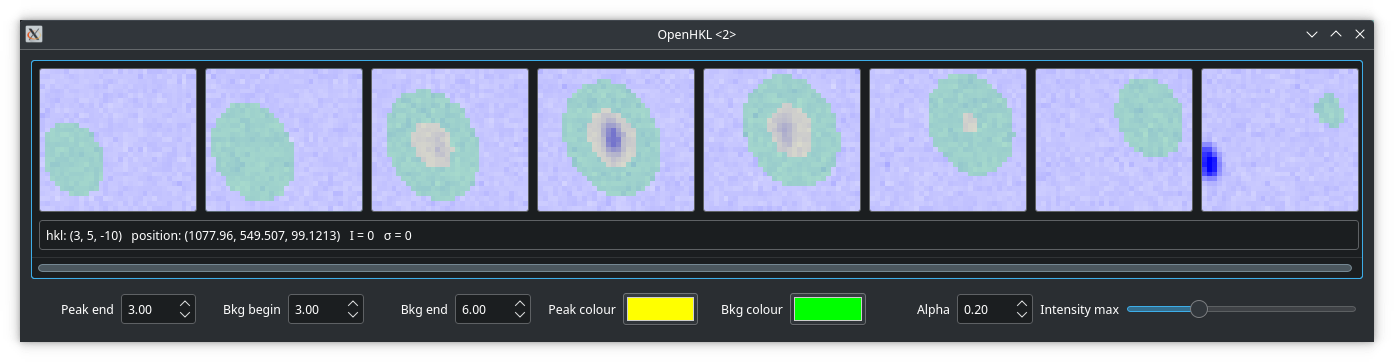 OpenHKL <2>
hkl: (3, 5, -10) position: (1077.96, 549.507, 99.1213) I = 0 σ = 0
Peak end 3.00 Bkg begin 3.00 Bkg end 6.00 Peak colour Bkg colour Alpha 0.20 Intensity max